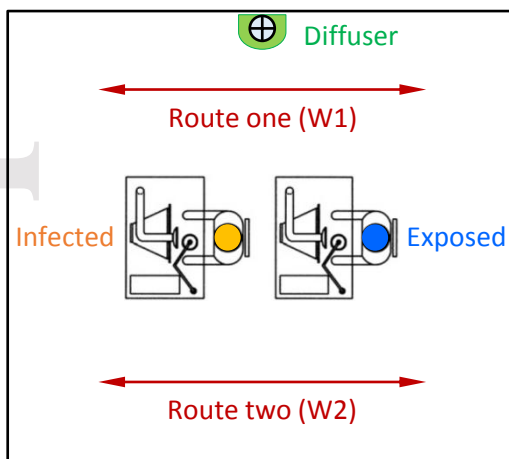 Diffuser
Route one (W1)
Infected
Exposed
Route two (W2)